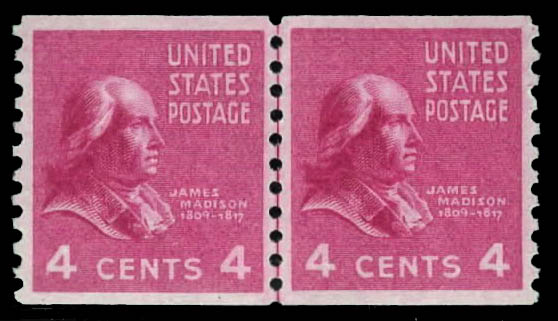 UNITED
STATES
POSTAGE
JAMES
MADISON
1809-1817
4 CENTS 4
UNITED
STATES
POSTAGE
JAMES
MADISON
1809-1817
4 CENTS 4